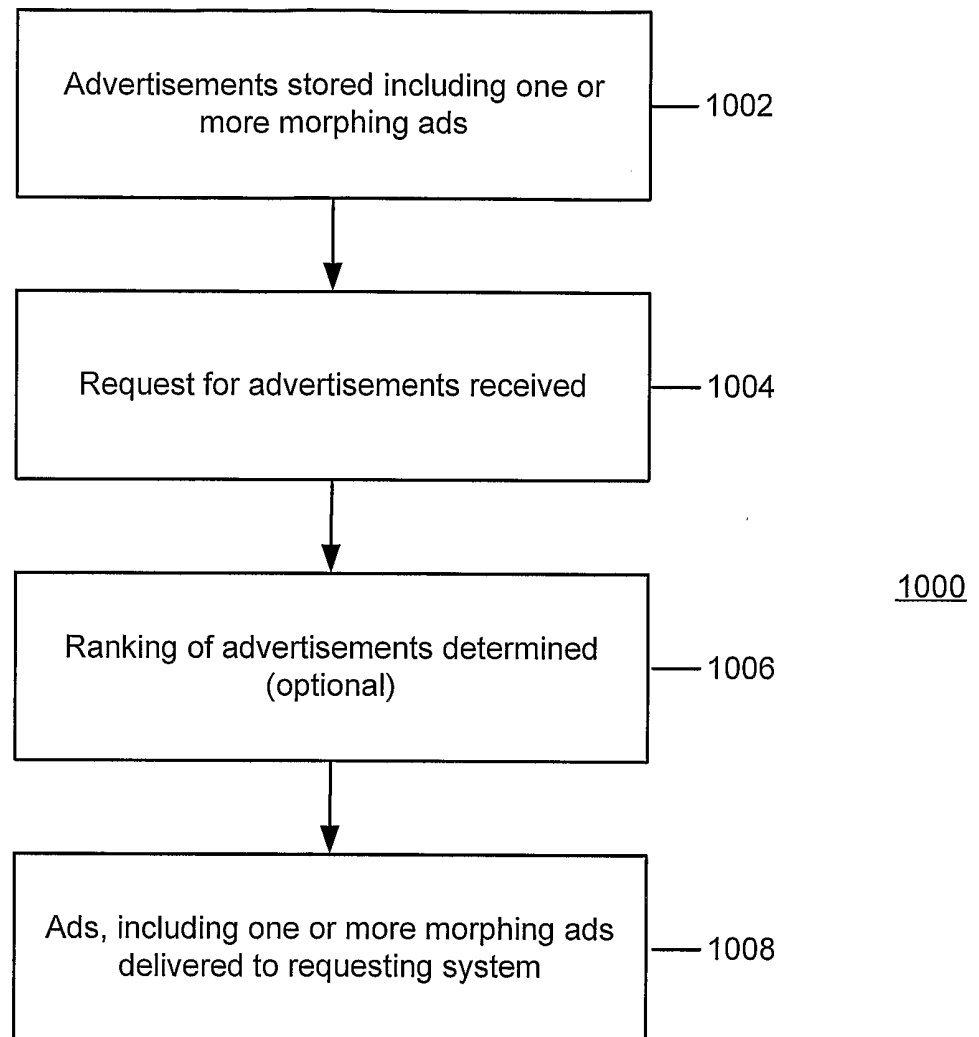 Advertisements stored including one or
more morphing ads
1002
Request for advertisements received
1004
Ranking of advertisements determined
(optional)
1006
1000
Ads, including one or more morphing ads
delivered to requesting system
1008